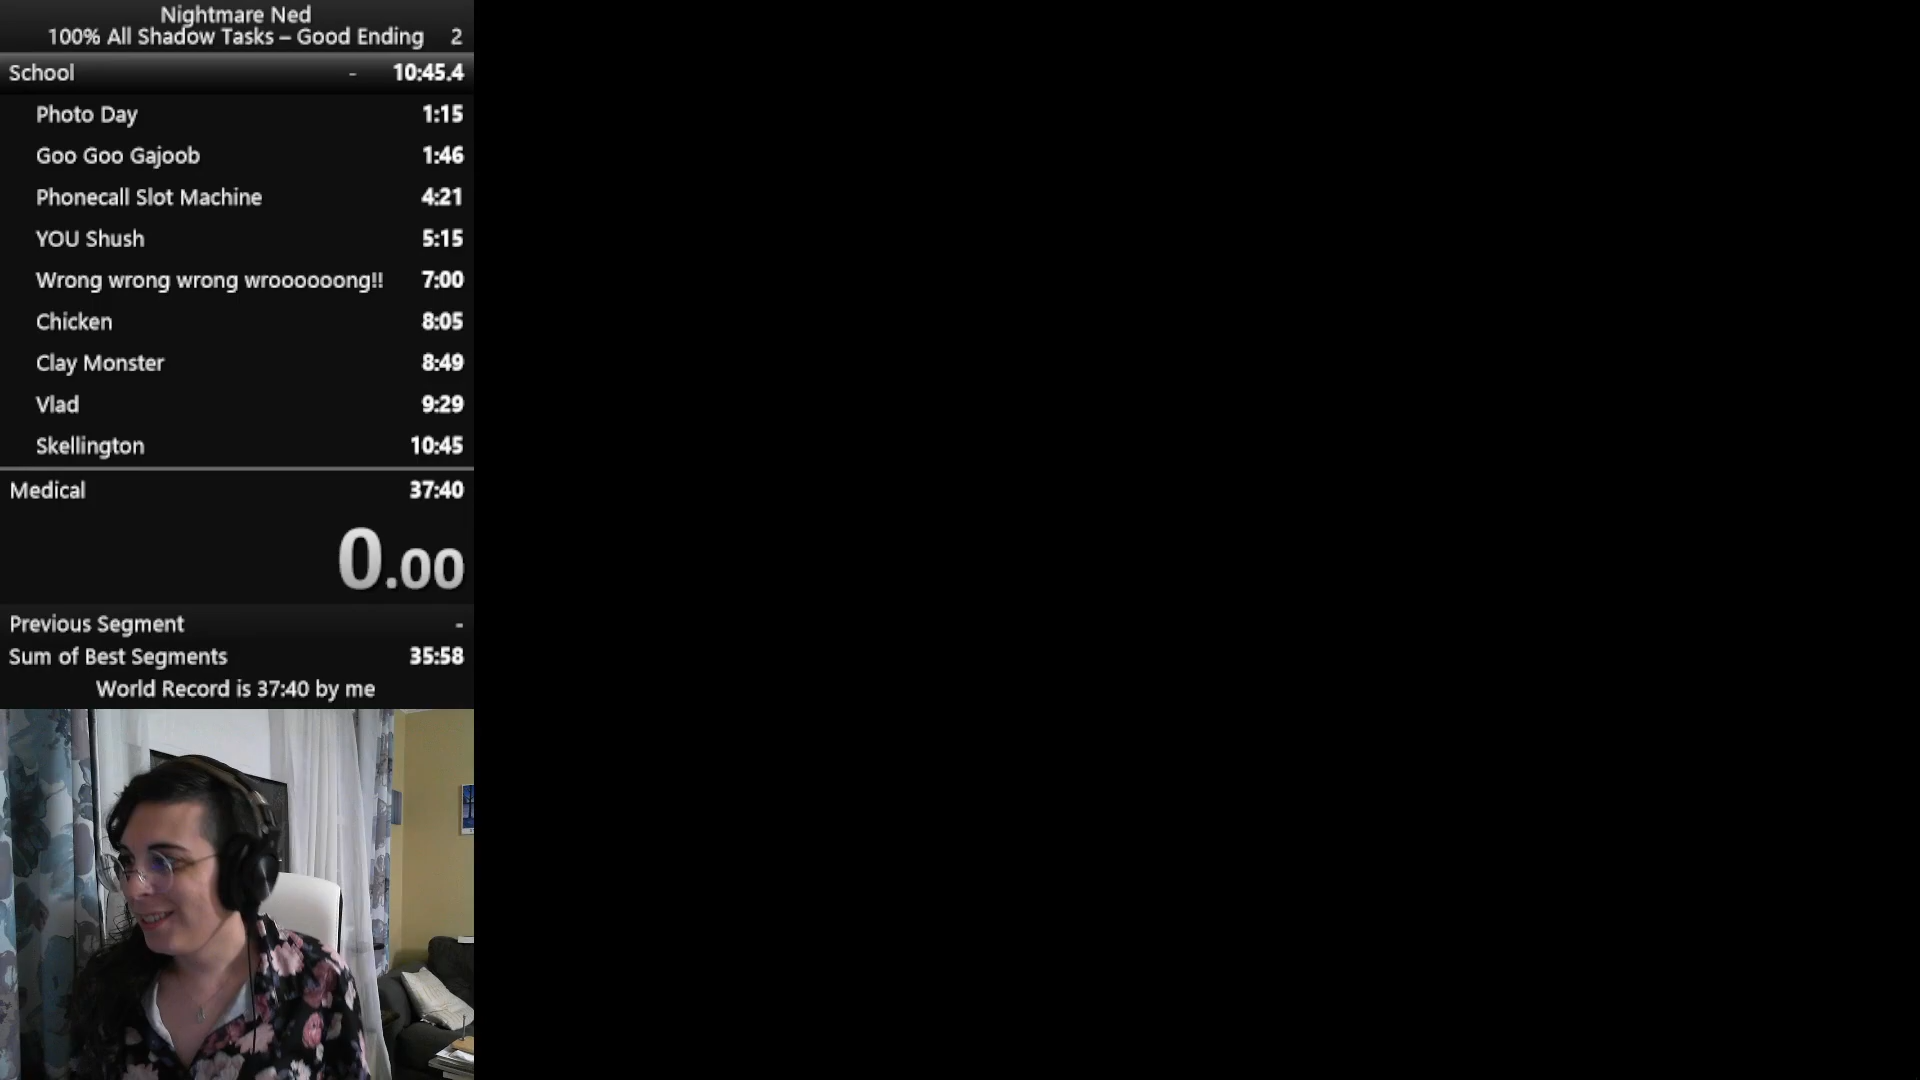 Nightmare Ned
100% All Shadow Tasks – Good Ending 2
School - 10:45.4
Photo Day 1:15
Goo Goo Gajoob 1:46
Phonecall Slot Machine 4:21
YOU Shush 5:15
Wrong wrong wrong wroooooong!! 7:00
Chicken 8:05
Clay Monster 8:49
Vlad 9:29
Skellington 10:45
Medical 37:40
0.00
Previous Segment -
Sum of Best Segments 35:58
World Record is 37:40 by me